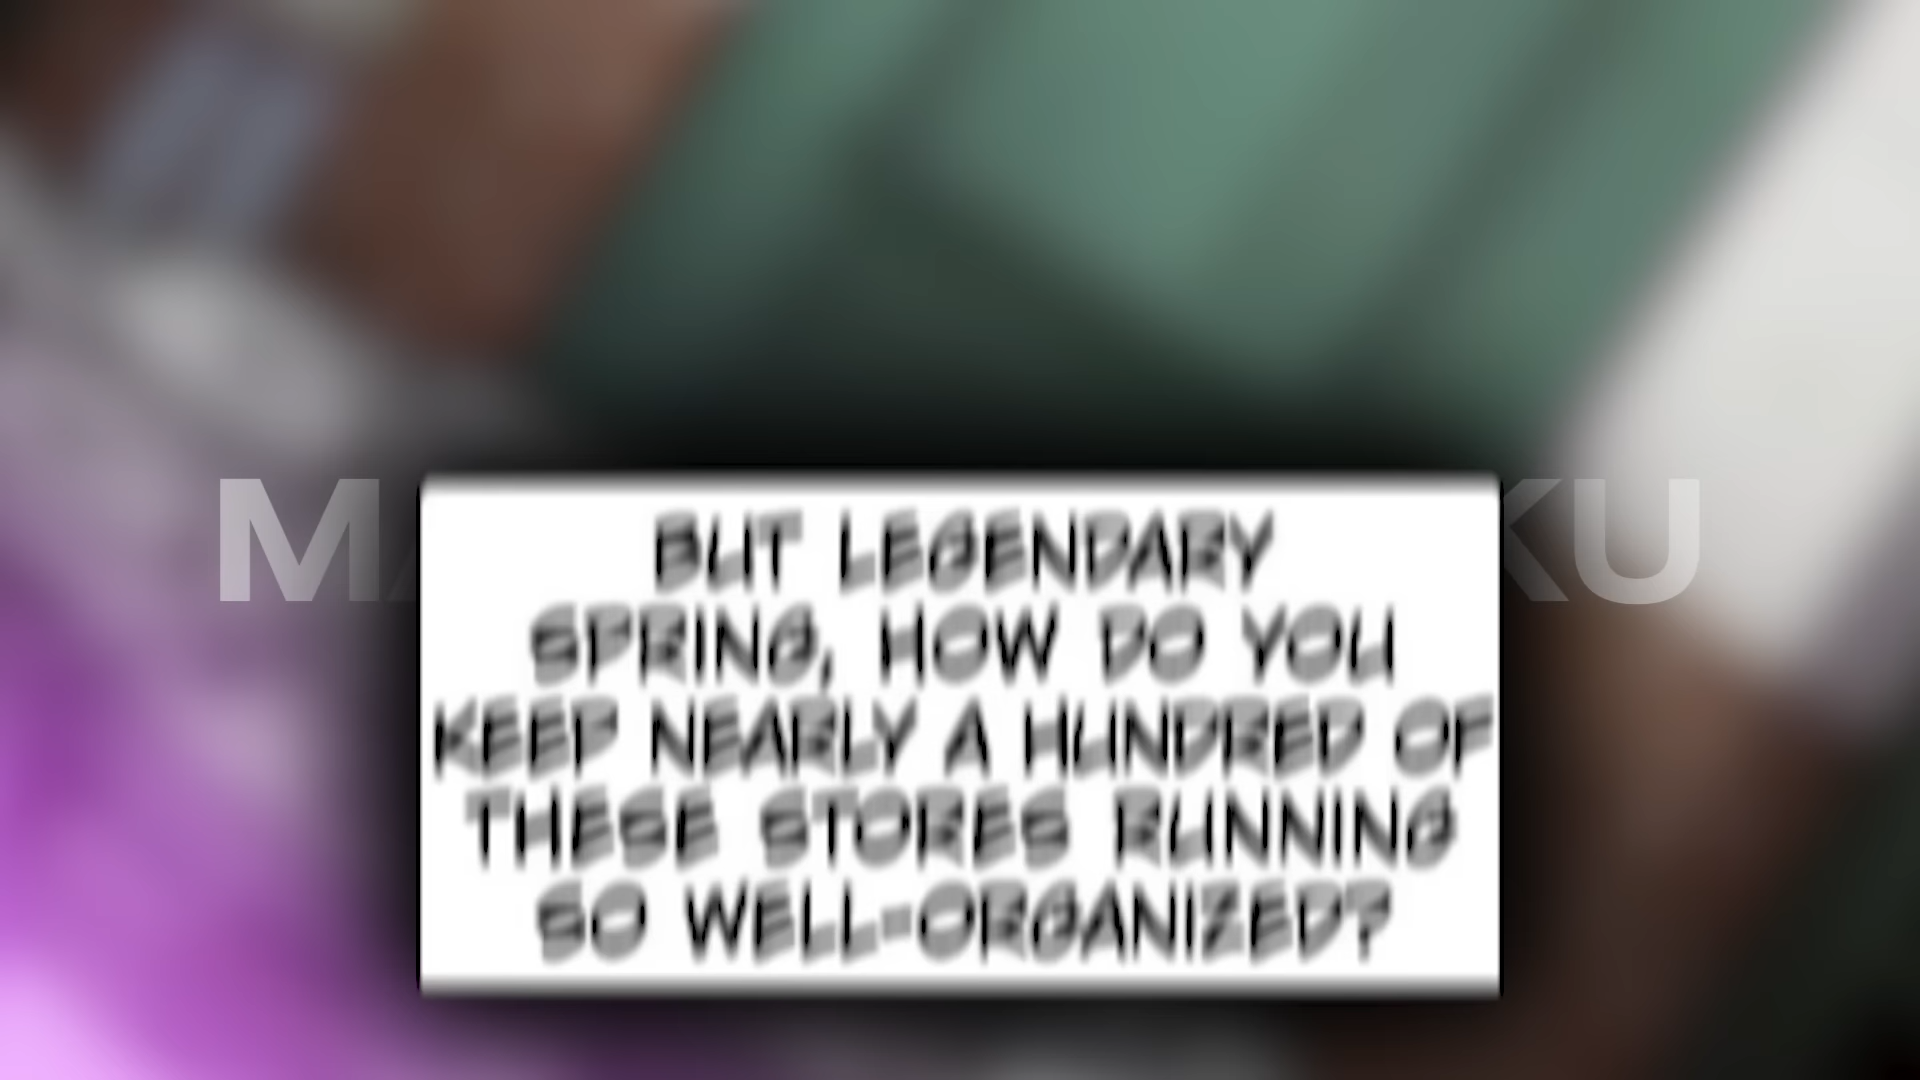 BUT LEGENDARY
SPRING, HOW DO YOU
KEEP NEARLY A HUNDRED OF
THESE STORES RUNNING
SO WELL-ORGANIZED?